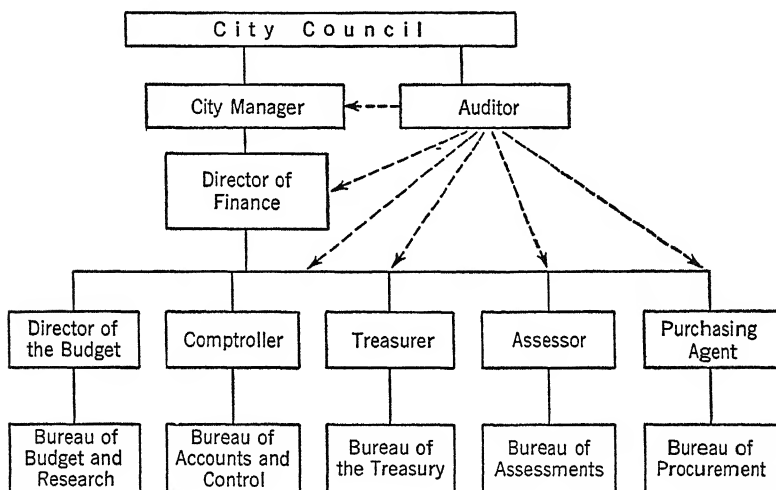 City Council
City Manager
Auditor
Director of
Finance
Director of
the Budget
Comptroller
Treasurer
Assessor
Purchasing
Agent
Bureau of
Budget and
Research
Bureau of
Accounts and
Control
Bureau of
the Treasury
Bureau of
Assessments
Bureau of
Procurement